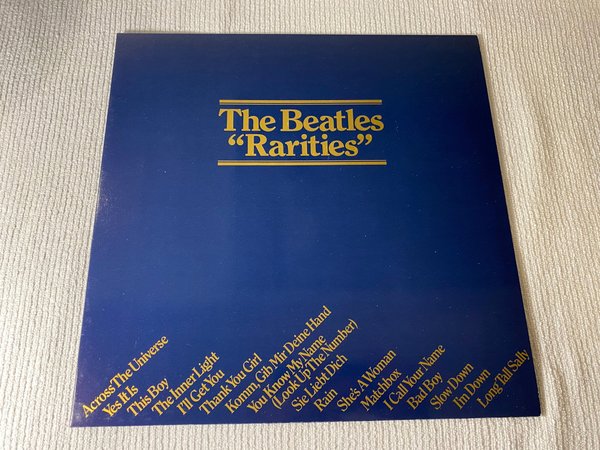 The Beatles
“Rarities”
Across The Universe
Yes It Is
This Boy
The Inner Light
I'll Get You
Thank You Girl
Komm, Gib Mir Deine Hand
You Know My Name
(Look Up The Number)
Sie Liebt Dich
Rain
She's A Woman
Matchbox
I Call Your Name
Bad Boy
Slow Down
I'm Down
Long Tall Sally